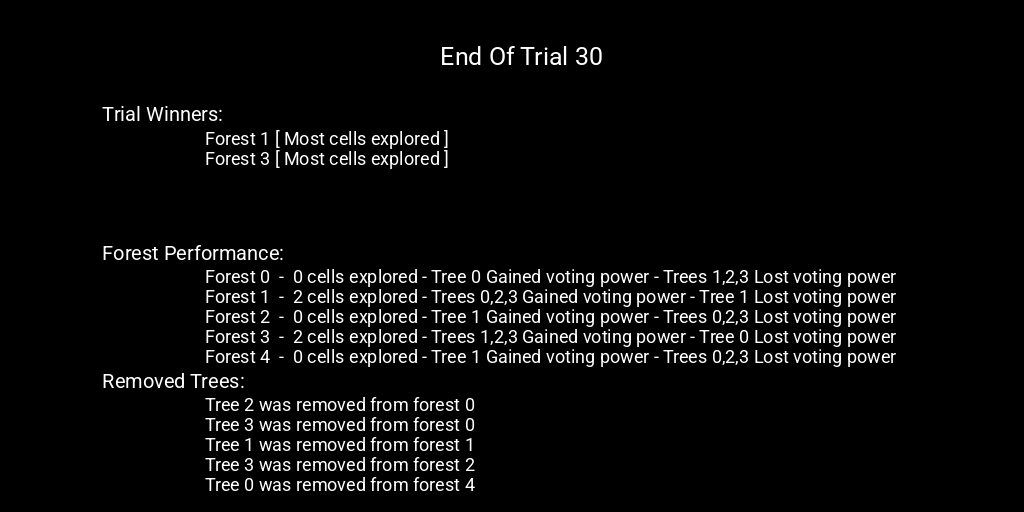 End Of Trial 30
Trial Winners:
Forest 1 [ Most cells explored ]
Forest 3 [ Most cells explored ]
Forest Performance:
Forest 0  -  0 cells explored - Tree 0 Gained voting power - Trees 1,2,3 Lost voting power
Forest 1  -  2 cells explored - Trees 0,2,3 Gained voting power - Tree 1 Lost voting power
Forest 2  -  0 cells explored - Tree 1 Gained voting power - Trees 0,2,3 Lost voting power
Forest 3  -  2 cells explored - Trees 1,2,3 Gained voting power - Tree 0 Lost voting power
Forest 4  -  0 cells explored - Tree 1 Gained voting power - Trees 0,2,3 Lost voting power
Removed Trees:
Tree 2 was removed from forest 0
Tree 3 was removed from forest 0
Tree 1 was removed from forest 1
Tree 3 was removed from forest 2
Tree 0 was removed from forest 4